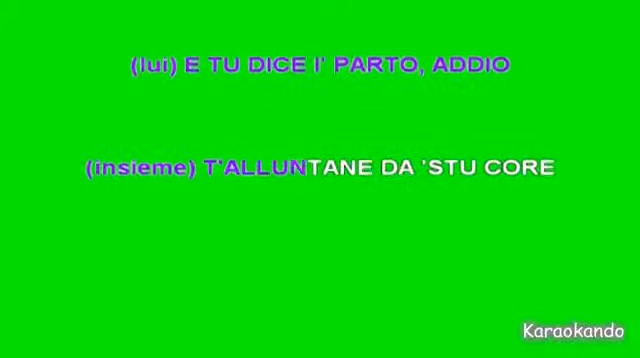 (lui) E TU DICE I' PARTO, ADDIO
(insieme) T'ALLUNTANE DA 'STU CORE
Karaokando